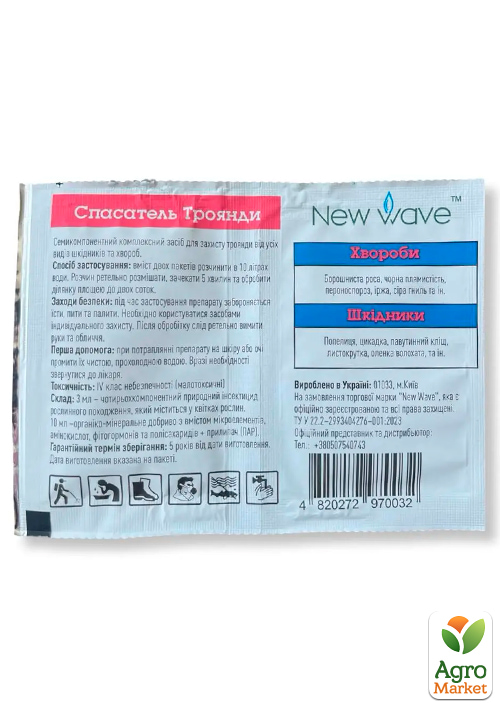 Спасатель Троянди
Семикомпонентний комплексний засіб для захисту троянди від усіх
видів шкідників та хвороб.
Спосіб застосування: вміст двох пакетів розчинити в 10 літрах
води. Розчин ретельно розмішати, зачекати 5 хвилин та обробити
ділянку площею до двох соток.
Заходи безпеки: під час застосування препарату забороняється
їсти, пити та палити. Необхідно користуватися засобами
індивідуального захисту. Після обробітку слід ретельно вимити
руки та обличчя.
Перша допомога: при потраплянні препарату на шкіру або очі
промити їх чистою, прохолодною водою. Вразі необхідності
звернутися до лікаря.
Токсичність: IV клас небезпечності (малотоксичні)
Склад: 3 мл – чотирьохкомпонентний природний інсектицид
рослинного походження, який міститься у квітках рослин.
10 мл -органіко-мінеральне добриво з вмістом мікроелементів,
амінокислот, фітогормонів та полісахаридів + прилипач (ПАР).
Гарантійний термін зберігання: 5 років від дати виготовлення.
Дата виготовлення вказана на пакеті.
New Wave™
Хвороби
Борошниста роса, чорна плямистість,
пероноспороз, іржа, сіра гниль та ін.
Шкідники
Попелиця, цикадка, павутинний кліщ,
листокрутка, оленка волохата, та ін.
Вироблено в Україні: 01033, м.Київ
На замовлення торгової марки "New Wave", яка є
офіційно зареєстрованою та всі права захищені.
ТУ У 22.2-2993404276-001:2023
Офіційний представник та дистрибьютор:
Тел.: +380507540743
4 820272 970032
Agro
Market